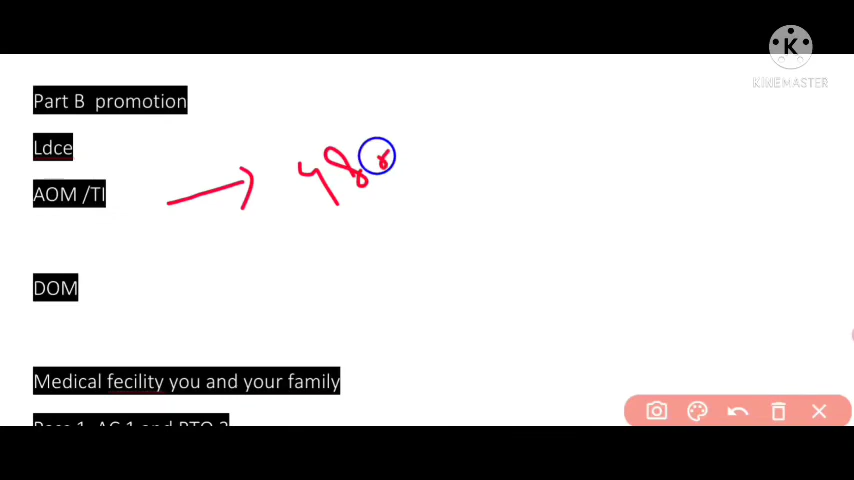 KINEMASTER
Part B promotion
Ldce
AOM /TI
DOM
Medical fecility you and your family